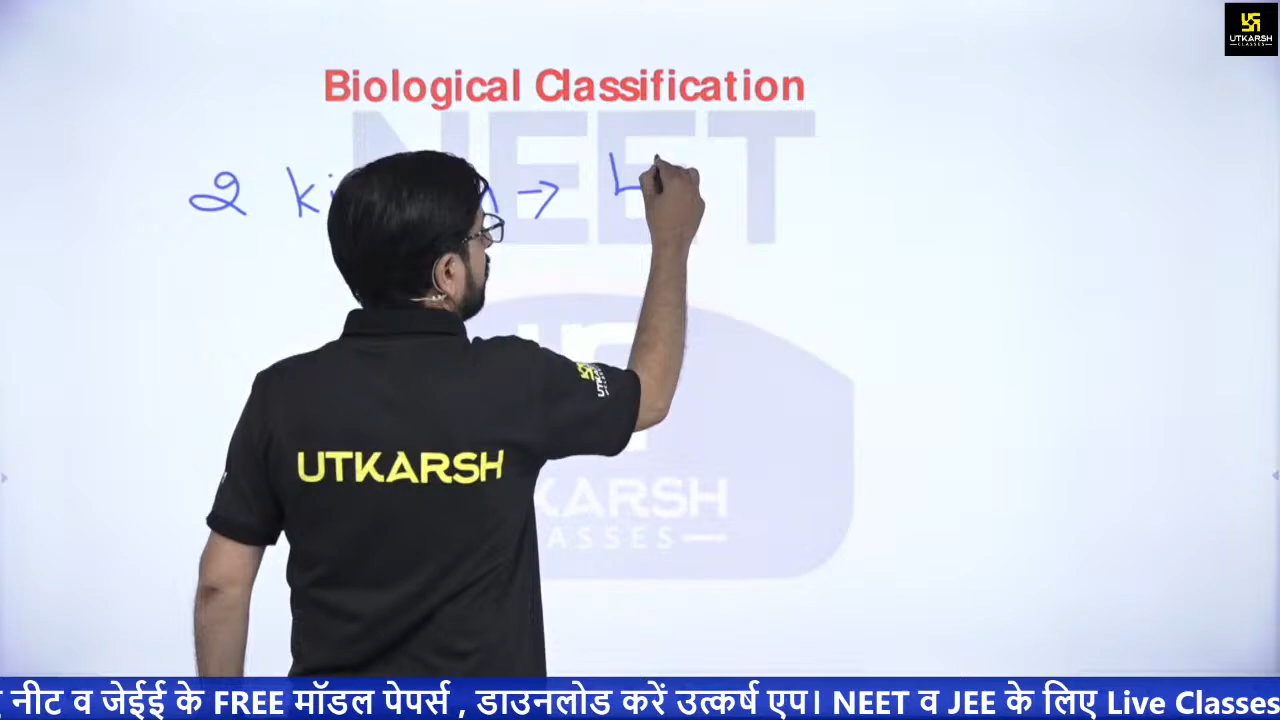 UTKARSH
CLASSES
Biological Classification
NEET
2 ki → L
UTKARSH
KARSH
ASSES
नीट व जेईई के FREE मॉडल पेपर्स , डाउनलोड करें उत्कर्ष एप। NEET व JEE के लिए Live Classes